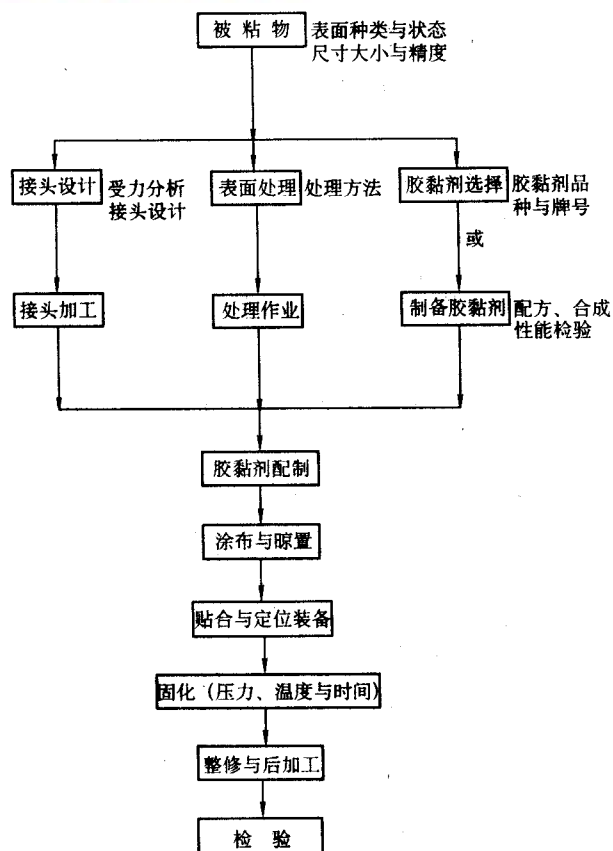 被粘物
表面种类与状态
尺寸大小与精度
接头设计
受力分析
接头设计
表面处理
处理方法
胶黏剂选择
胶黏剂品
种与牌号
或
接头加工
处理作业
制备胶黏剂
配方、合成
性能检验
胶黏剂配制
涂布与晾置
贴合与定位装备
固化(压力、温度与时间)
整修与后加工
检验